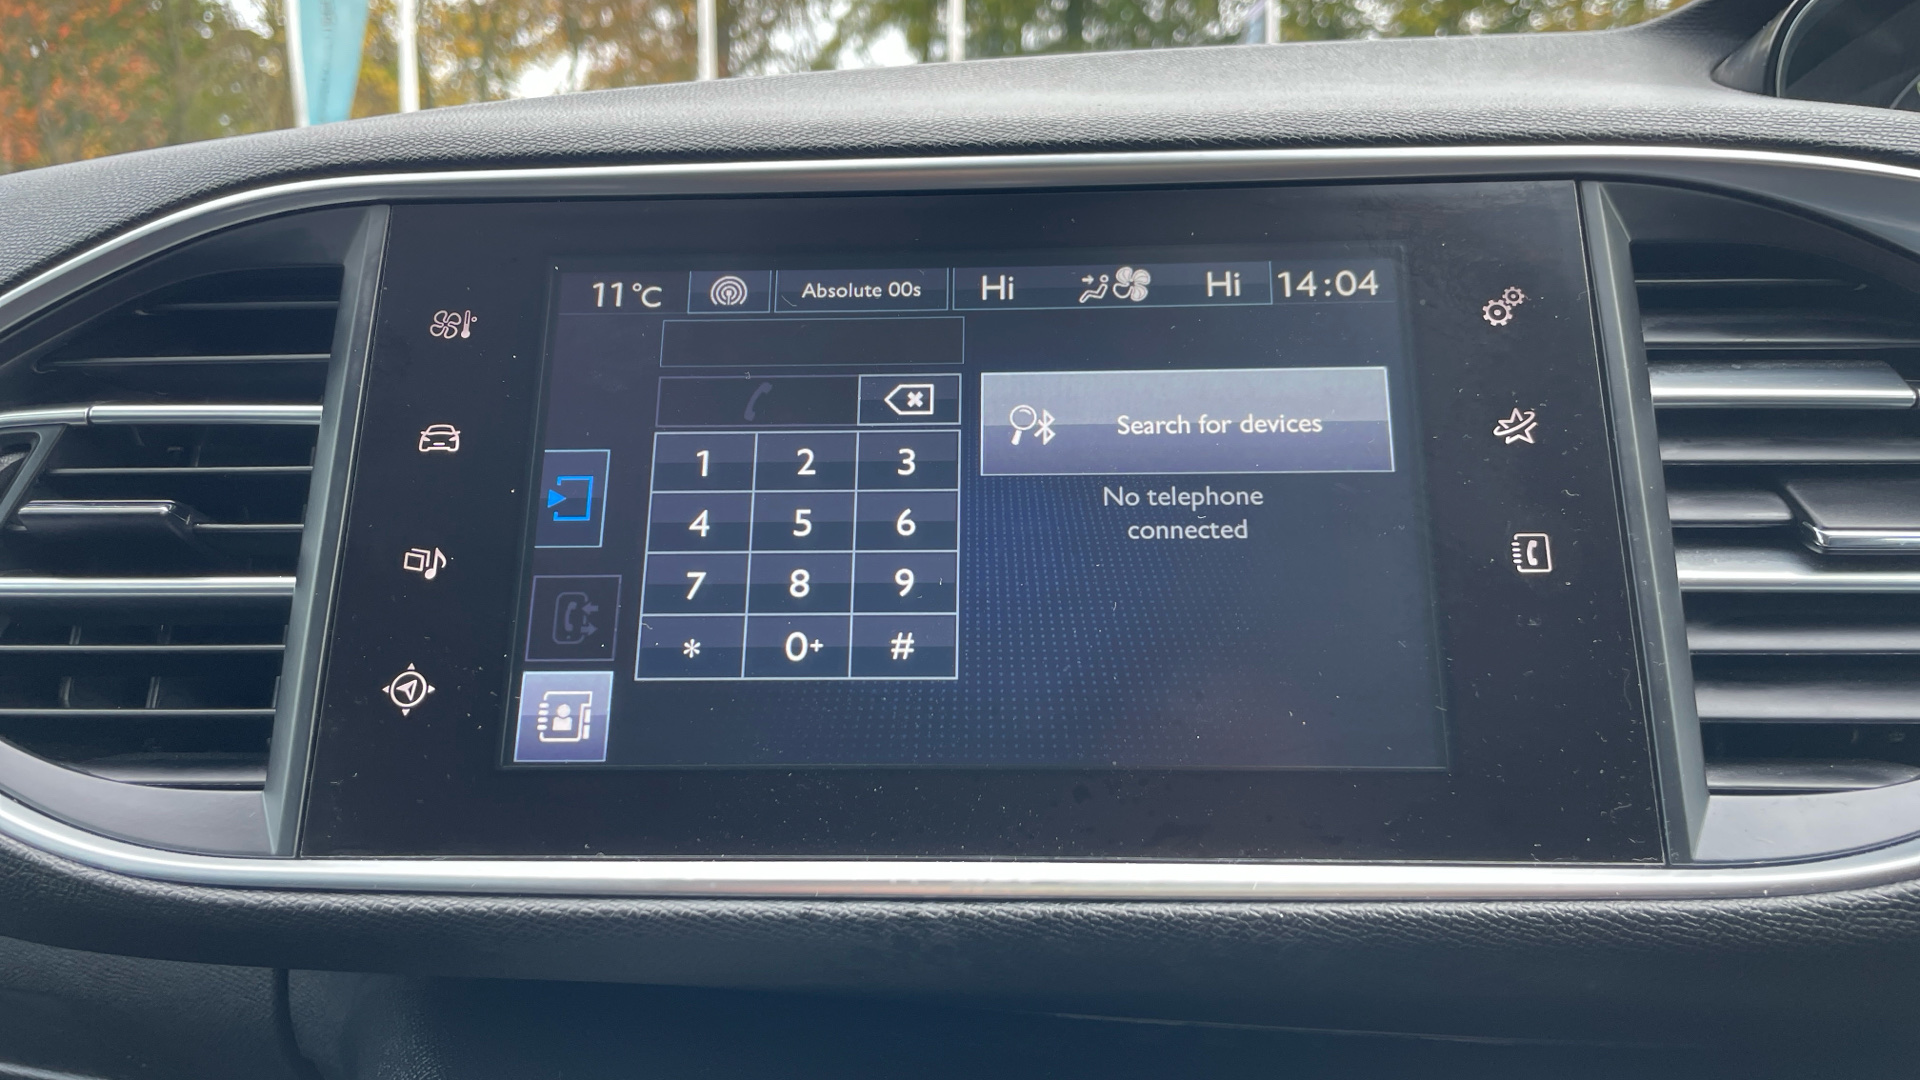 11°C
Absolute 00s
Hi
Hi
14:04
Search for devices
No telephone
connected
1 2 3
4 5 6
7 8 9
* 0+ #